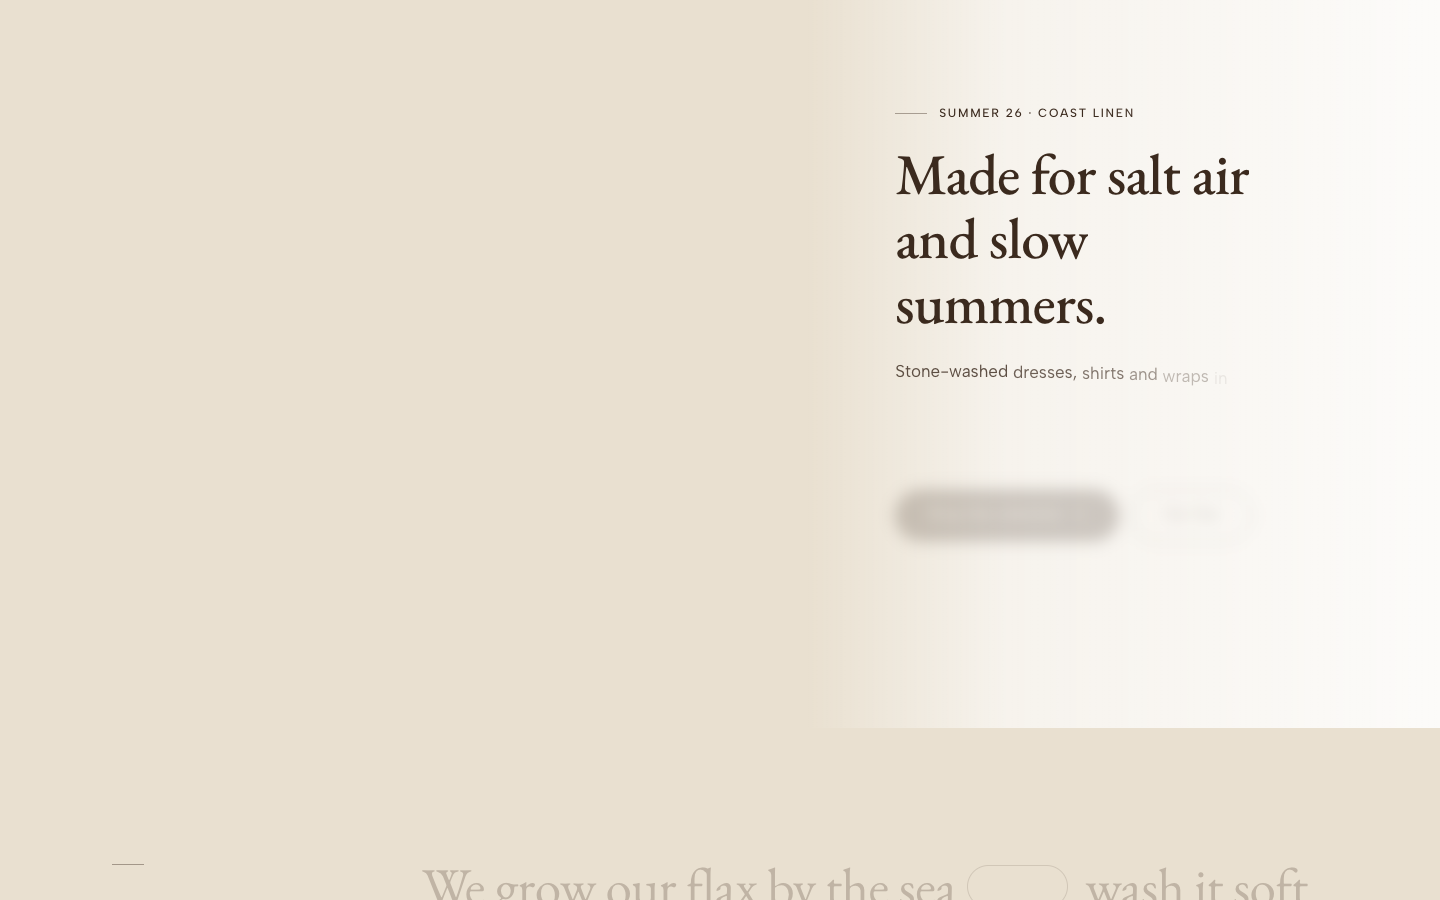 SUMMER 26 · COAST LINEN
Made for salt air
and slow
summers.
Stone-washed dresses, shirts and wraps in
We grow our flax by the sea wash it soft